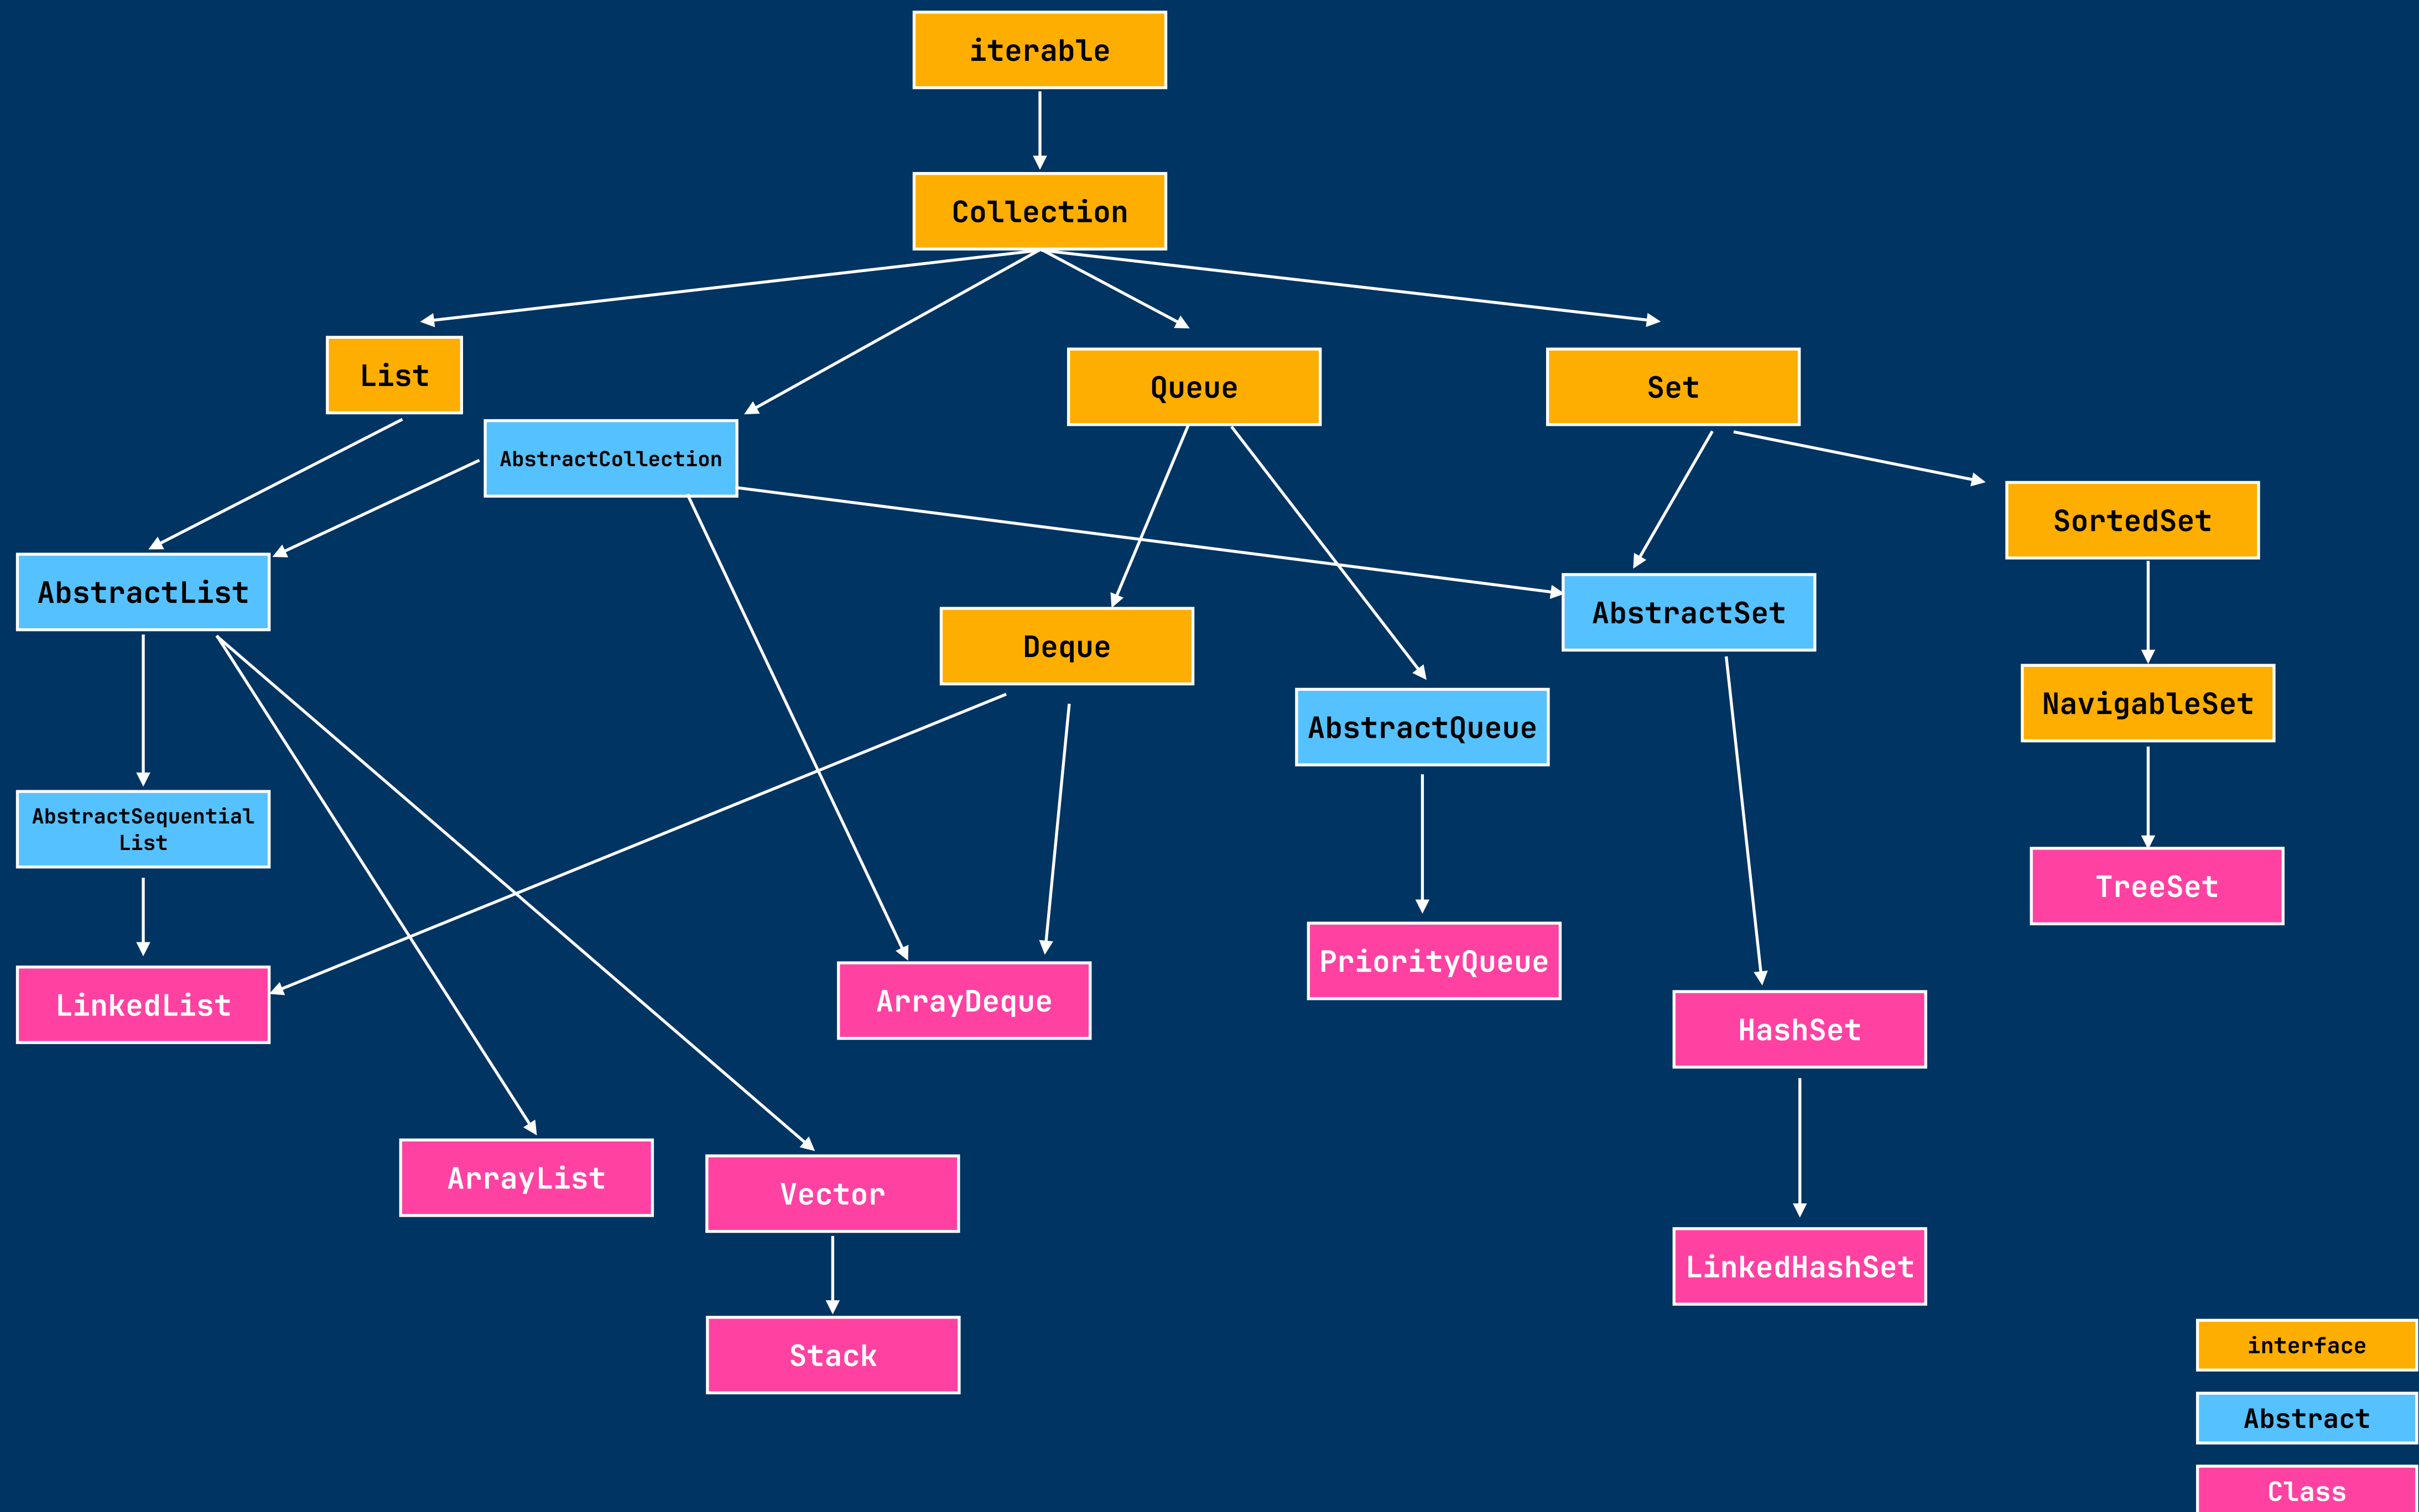 iterable
Collection
List
Queue
Set
AbstractCollection
SortedSet
AbstractList
AbstractSet
Deque
NavigableSet
AbstractQueue
AbstractSequential
List
TreeSet
PriorityQueue
LinkedList
ArrayDeque
HashSet
ArrayList
Vector
LinkedHashSet
Stack
interface
Abstract
Class